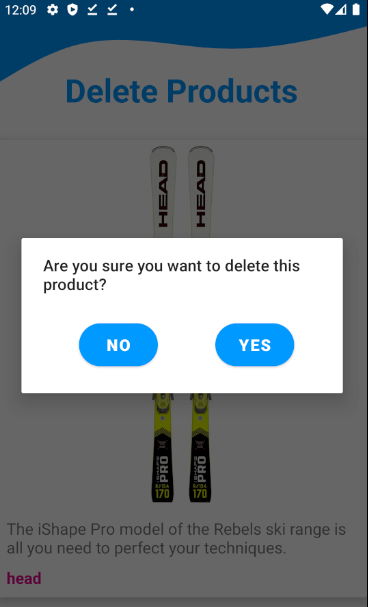 12:09
Delete Products
HEAD HEAD
Are you sure you want to delete this
product?
NO YES
iSHAPE PRO iSHAPE PRO
170 170
The iShape Pro model of the Rebels ski range is
all you need to perfect your techniques.
head